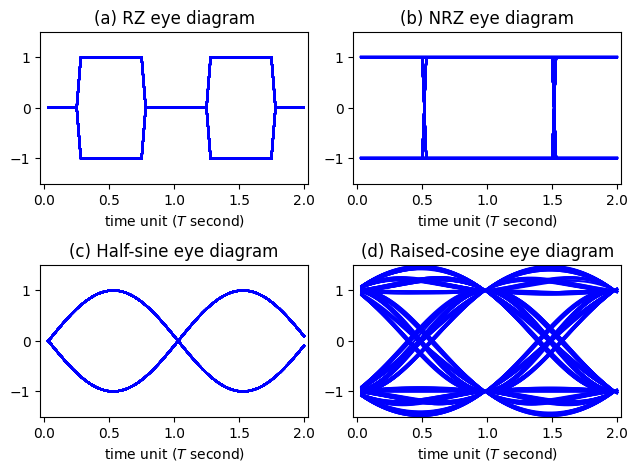 (a) RZ eye diagram
1
0
−1
0.0 0.5 1.0 1.5 2.0
time unit (T second)
(b) NRZ eye diagram
1
0
−1
0.0 0.5 1.0 1.5 2.0
time unit (T second)
(c) Half-sine eye diagram
1
0
−1
0.0 0.5 1.0 1.5 2.0
time unit (T second)
(d) Raised-cosine eye diagram
1
0
−1
0.0 0.5 1.0 1.5 2.0
time unit (T second)